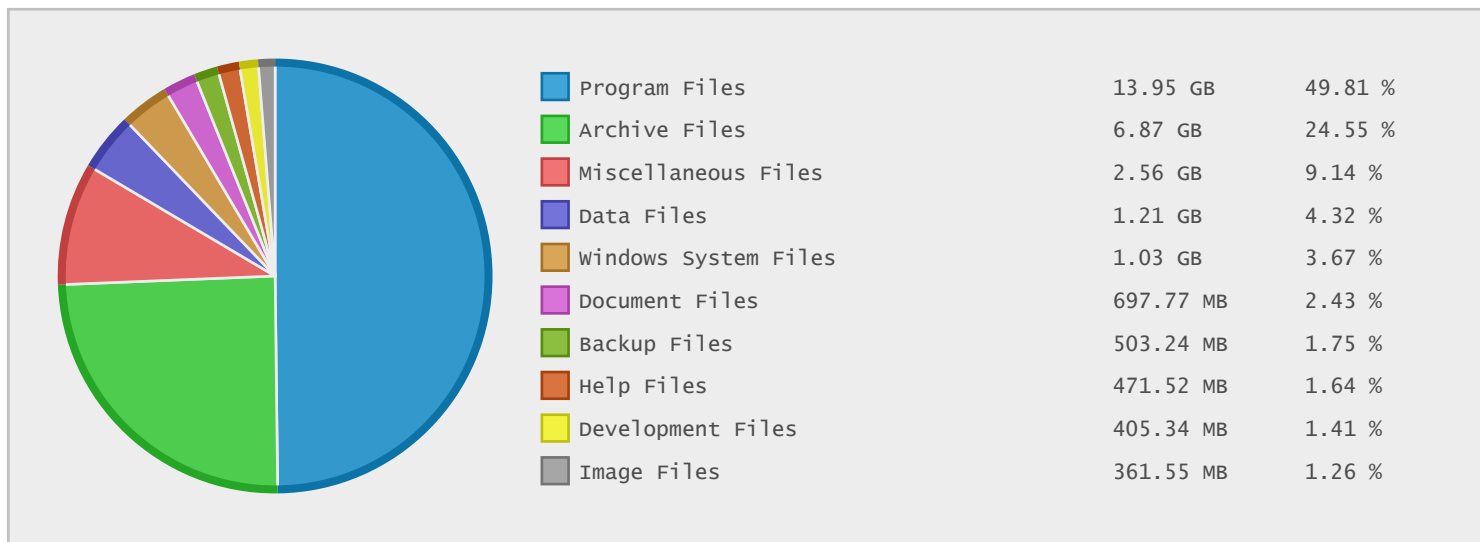 Program Files 13.95 GB 49.81 %
Archive Files 6.87 GB 24.55 %
Miscellaneous Files 2.56 GB 9.14 %
Data Files 1.21 GB 4.32 %
Windows System Files 1.03 GB 3.67 %
Document Files 697.77 MB 2.43 %
Backup Files 503.24 MB 1.75 %
Help Files 471.52 MB 1.64 %
Development Files 405.34 MB 1.41 %
Image Files 361.55 MB 1.26 %